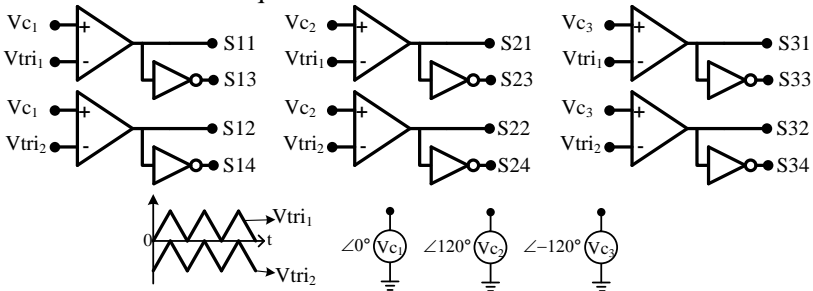 Vc₁ + S11 Vc₂ + S21 Vc₃ + S31
Vtri₁ - S13 Vtri₁ - S23 Vtri₁ - S33
Vc₁ + S12 Vc₂ + S22 Vc₃ + S32
Vtri₂ - S14 Vtri₂ - S24 Vtri₂ - S34
Vtri₁
0 t ∠0° Vc₁ ∠120° Vc₂ ∠−120° Vc₃
Vtri₂